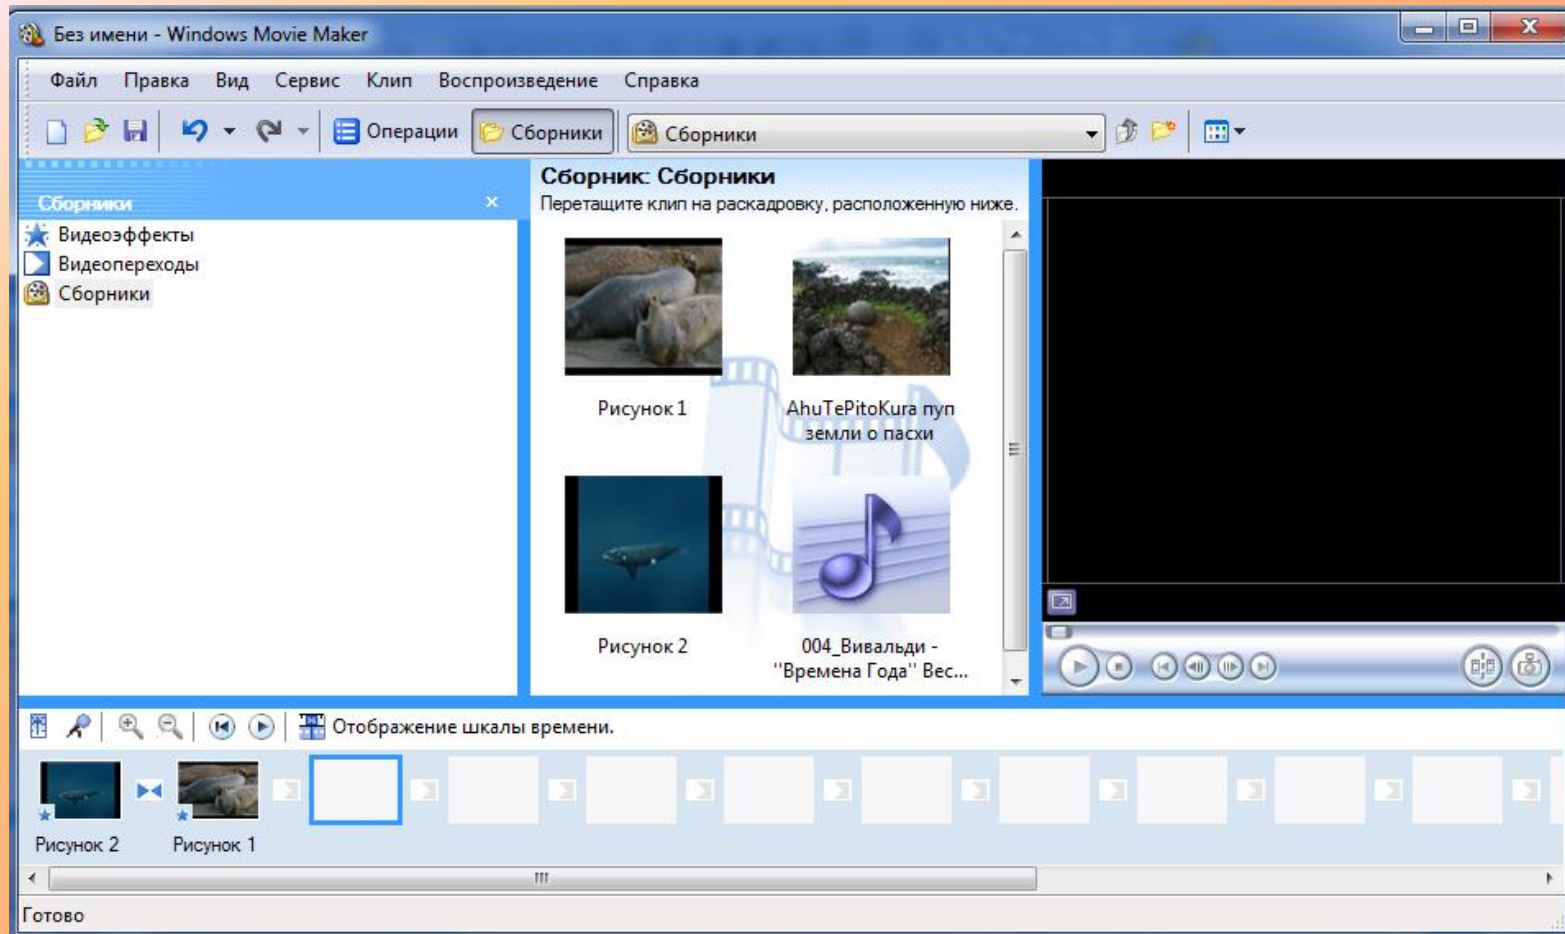 Без имени - Windows Movie Maker
Файл Правка Вид Сервис Клип Воспроизведение Справка
Операции Сборники Сборники
Сборники
Видеоэффекты
Видеопереходы
Сборники
Сборник: Сборники
Перетащите клип на раскадровку, расположенную ниже.
Рисунок 1
AhuTePitoKura пуп
земли о пасхи
Рисунок 2
004_Вивальди -
"Времена Года" Вес...
Отображение шкалы времени.
Рисунок 2 Рисунок 1
Готово